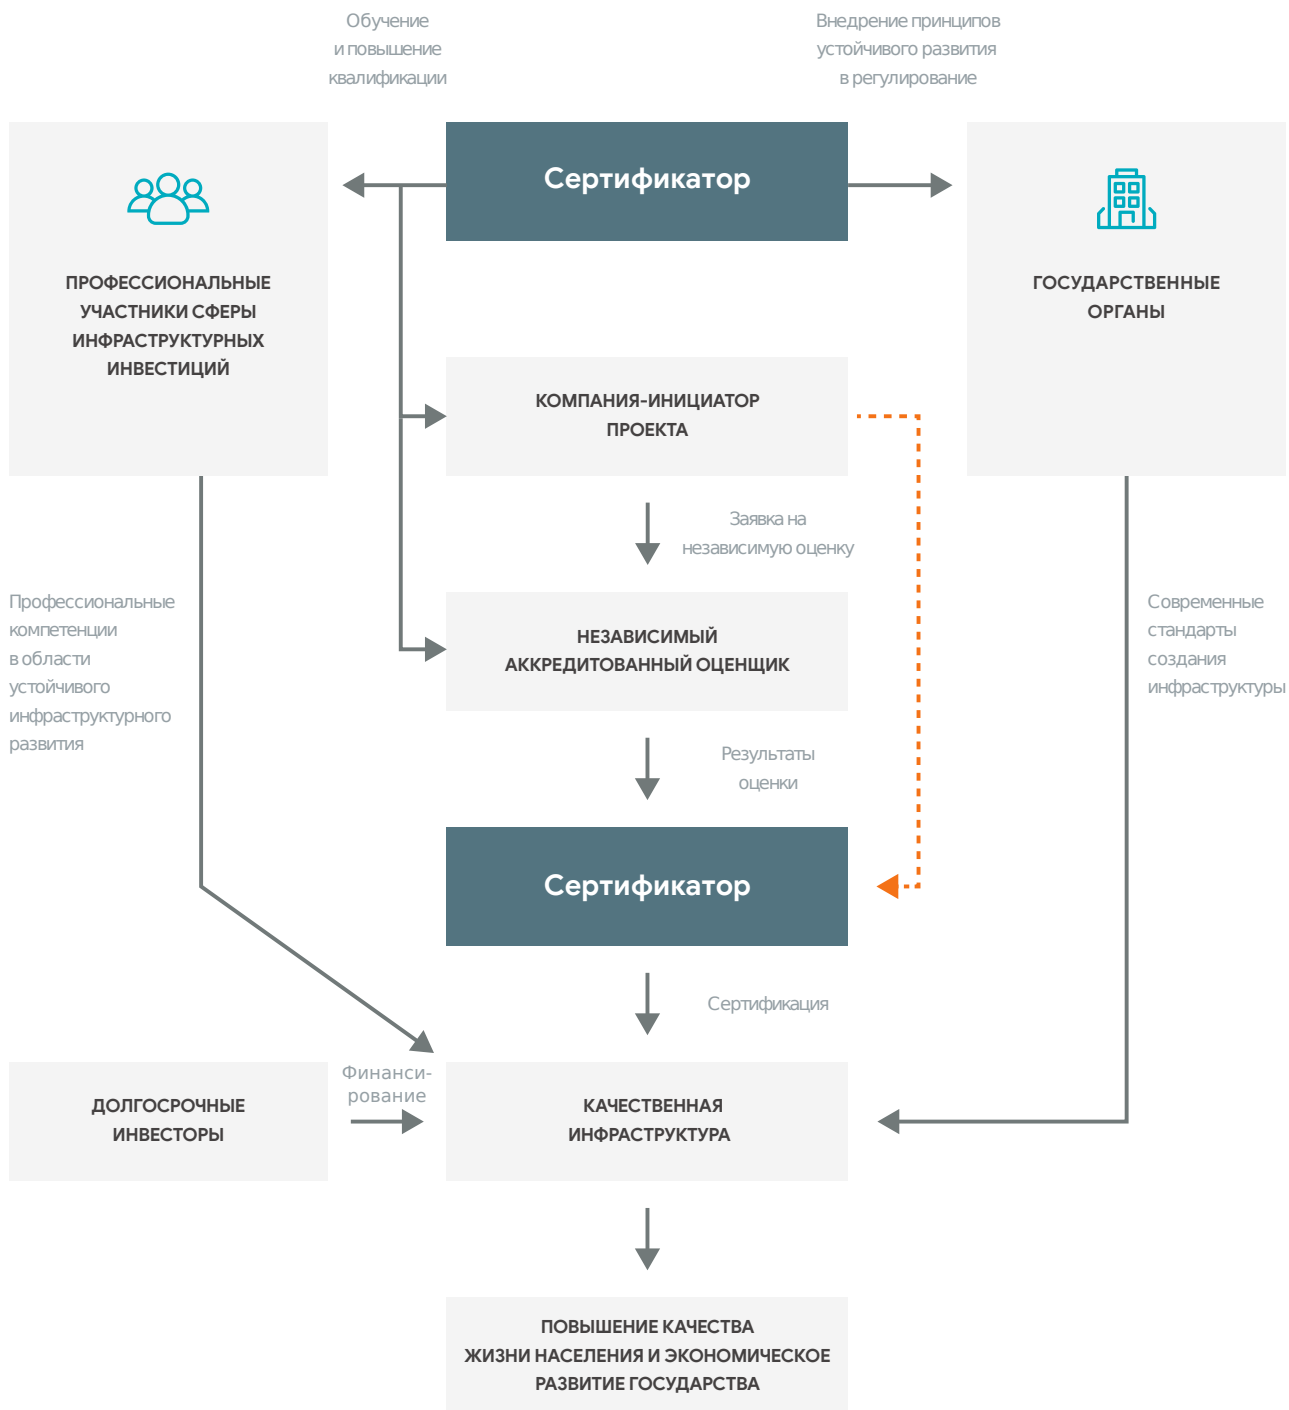 Обучение
и повышение
квалификации
Внедрение принципов
устойчивого развития
в регулирование
Сертификатор
ПРОФЕССИОНАЛЬНЫЕ
УЧАСТНИКИ СФЕРЫ
ИНФРАСТРУКТУРНЫХ
ИНВЕСТИЦИЙ
ГОСУДАРСТВЕННЫЕ
ОРГАНЫ
КОМПАНИЯ-ИНИЦИАТОР
ПРОЕКТА
Заявка на
независимую оценку
НЕЗАВИСИМЫЙ
АККРЕДИТОВАННЫЙ ОЦЕНЩИК
Профессиональные
компетенции
в области
устойчивого
инфраструктурного
развития
Современные
стандарты
создания
инфраструктуры
Результаты
оценки
Сертификатор
Сертификация
ДОЛГОСРОЧНЫЕ
ИНВЕСТОРЫ
Финанси-
рование
КАЧЕСТВЕННАЯ
ИНФРАСТРУКТУРА
ПОВЫШЕНИЕ КАЧЕСТВА
ЖИЗНИ НАСЕЛЕНИЯ И ЭКОНОМИЧЕСКОЕ
РАЗВИТИЕ ГОСУДАРСТВА